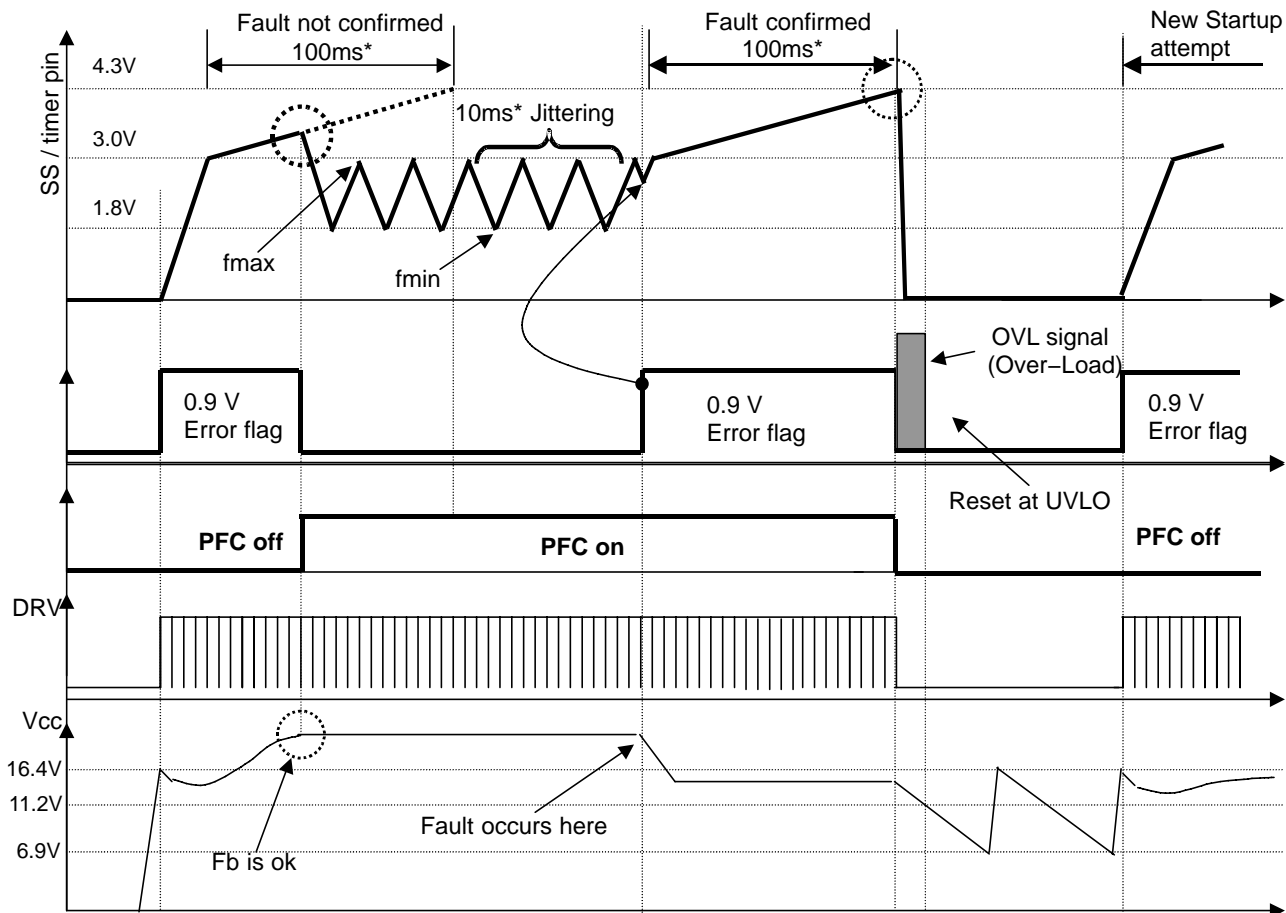 Fault not confirmed
100ms*
Fault confirmed
100ms*
New Startup
attempt
SS / timer pin
4.3V
3.0V
1.8V
10ms* Jittering
fmax
fmin
OVL signal
(Over−Load)
0.9 V
Error flag
0.9 V
Error flag
0.9 V
Error flag
Reset at UVLO
PFC off
PFC on
PFC off
DRV
Vcc
16.4V
11.2V
6.9V
Fault occurs here
Fb is ok